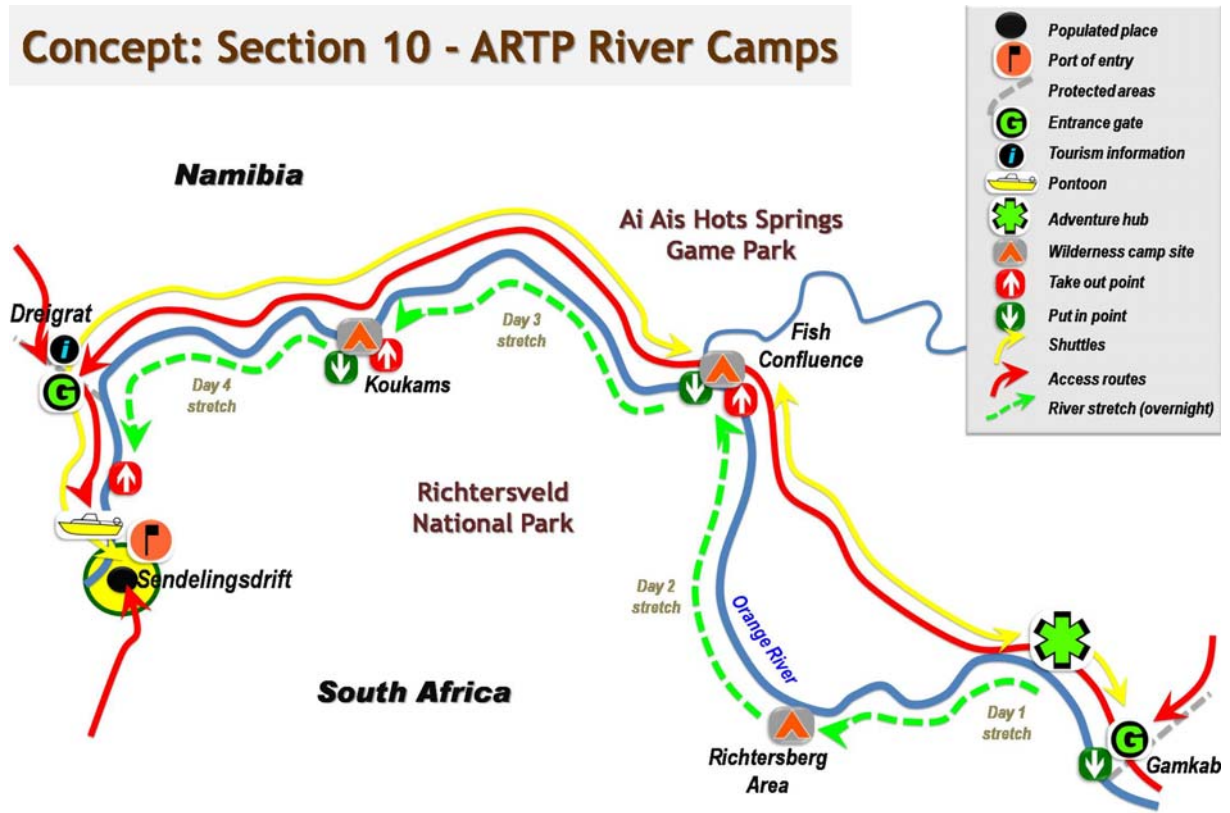 Concept: Section 10 - ARTP River Camps
Populated place
Port of entry
Protected areas
G
Entrance gate
i
Tourism information
Pontoon
Adventure hub
Wilderness camp site
Take out point
Put in point
Shuttles
Access routes
River stretch (overnight)
Namibia
Ai Ais Hots Springs
Game Park
Dreigrat
i
G
Day 3
stretch
Fish
Confluence
Koukams
Day 4
stretch
Richtersveld
National Park
Sendelingsdrift
Day 2
stretch
Orange River
South Africa
Day 1
stretch
Richtersberg
Area
G
Gamkab